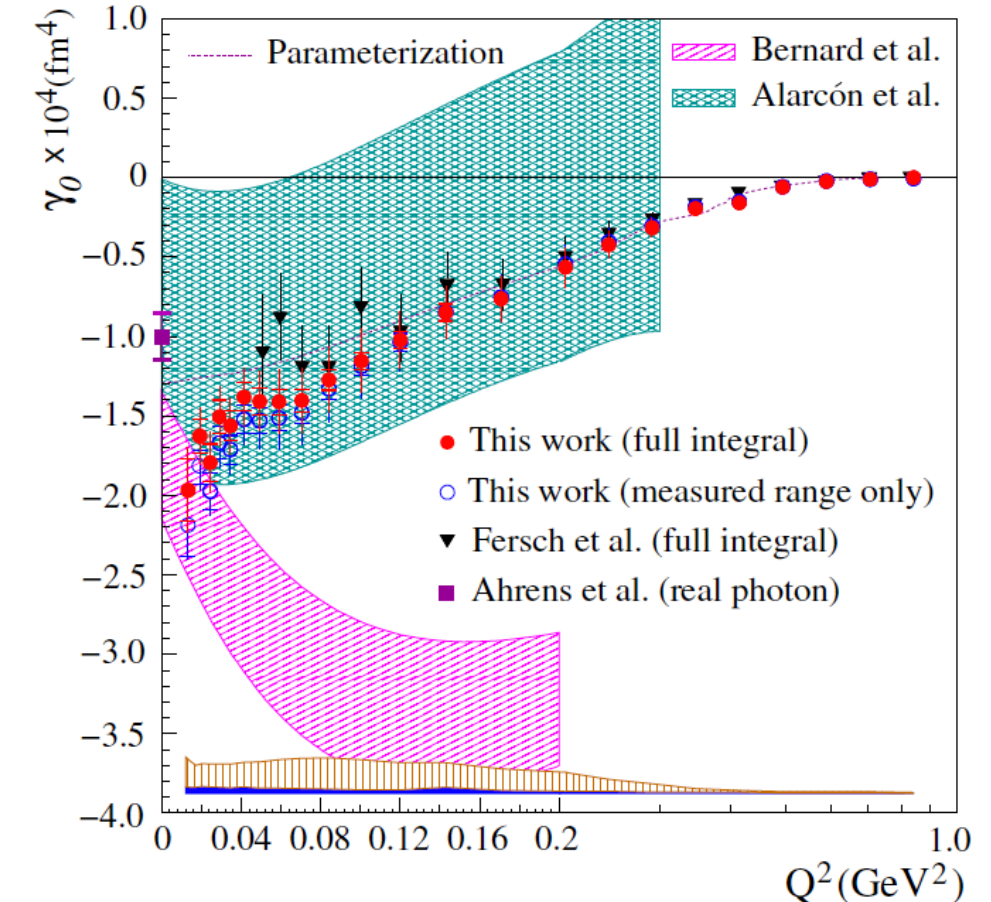 γ₀ x 10⁴(fm⁴)
1.0
0.5
0
−0.5
−1.0
−1.5
−2.0
−2.5
−3.0
−3.5
−4.0
Parameterization
Bernard et al.
Alarcón et al.
This work (full integral)
This work (measured range only)
Fersch et al. (full integral)
Ahrens et al. (real photon)
0 0.04 0.08 0.12 0.16 0.2 1.0
Q²(GeV²)